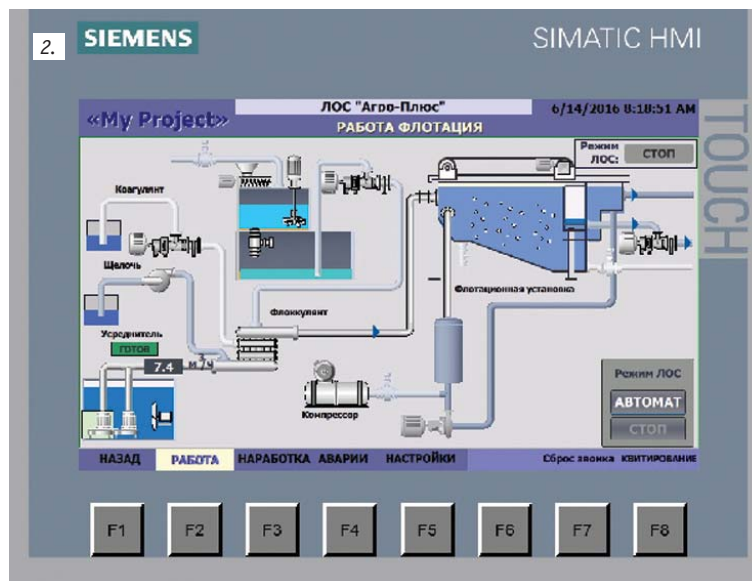 2.
SIEMENS
SIMATIC HMI
TOUCH
«My Project»
ЛОС "Агро-Плюс"
6/14/2016 8:18:51 AM
РАБОТА ФЛОТАЦИЯ
Режим
ЛОС:
СТОП
Коагулянт
Щелочь
Флотационная установка
Флоккулянт
Усреднитель
ГОТОВ
7.4 м³/ч
Компрессор
Режим ЛОС
АВТОМАТ
СТОП
НАЗАД РАБОТА НАРАБОТКА АВАРИИ НАСТРОЙКИ Сброс звонка КВИТИРОВАНИЕ
F1 F2 F3 F4 F5 F6 F7 F8